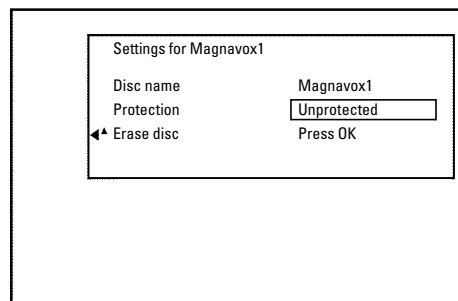 Settings for Magnavox1
Disc name Magnavox1
Protection Unprotected
Erase disc Press OK